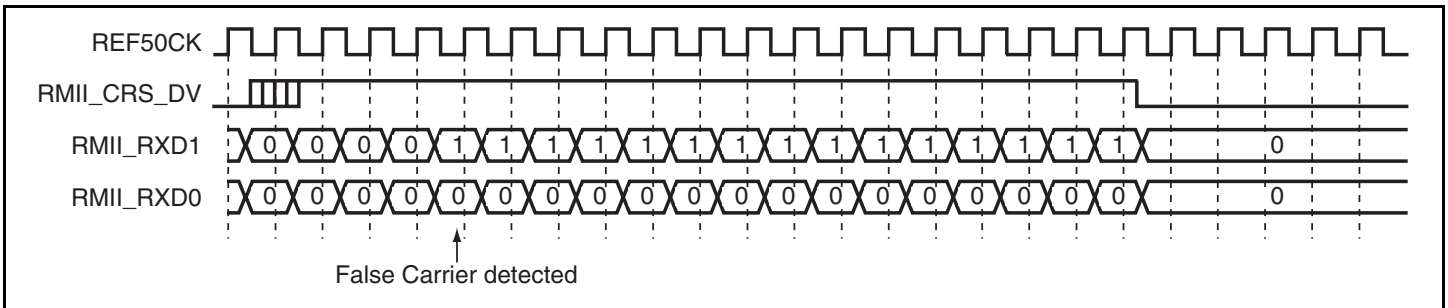 REF50CK
RMII_CRS_DV
RMII_RXD1 0 0 0 0 1 1 1 1 1 1 1 1 1 1 1 1 1 1 1 0
RMII_RXD0 0 0 0 0 0 0 0 0 0 0 0 0 0 0 0 0 0 0 0 0
False Carrier detected